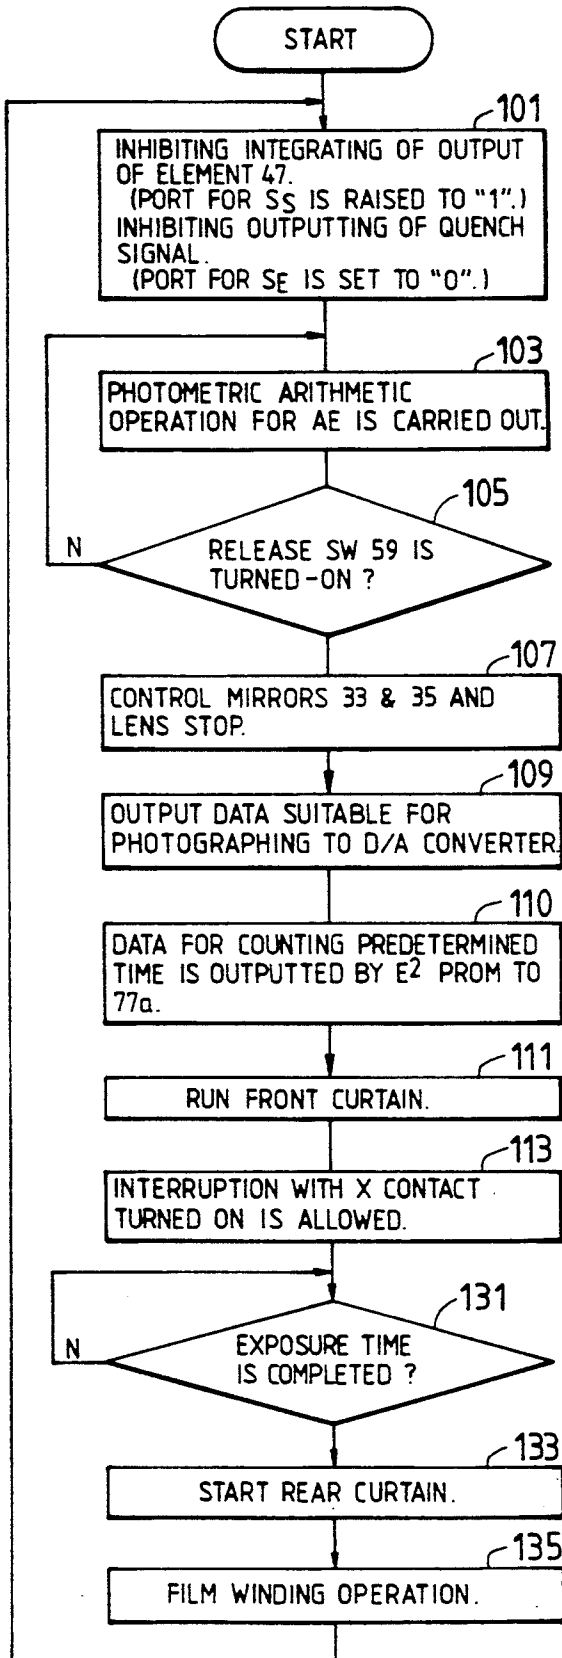 START
101
INHIBITING INTEGRATING OF OUTPUT
OF ELEMENT 47.
(PORT FOR SS IS RAISED TO "1".)
INHIBITING OUTPUTTING OF QUENCH
SIGNAL.
(PORT FOR SE IS SET TO "0".)
103
PHOTOMETRIC ARITHMETIC
OPERATION FOR AE IS CARRIED OUT.
105
N
RELEASE SW 59 IS
TURNED-ON ?
107
CONTROL MIRRORS 33 & 35 AND
LENS STOP.
109
OUTPUT DATA SUITABLE FOR
PHOTOGRAPHING TO D/A CONVERTER.
110
DATA FOR COUNTING PREDETERMINED
TIME IS OUTPUTTED BY E² PROM TO
77a.
111
RUN FRONT CURTAIN.
113
INTERRUPTION WITH X CONTACT
TURNED ON IS ALLOWED.
131
N
EXPOSURE TIME
IS COMPLETED ?
133
START REAR CURTAIN.
135
FILM WINDING OPERATION.